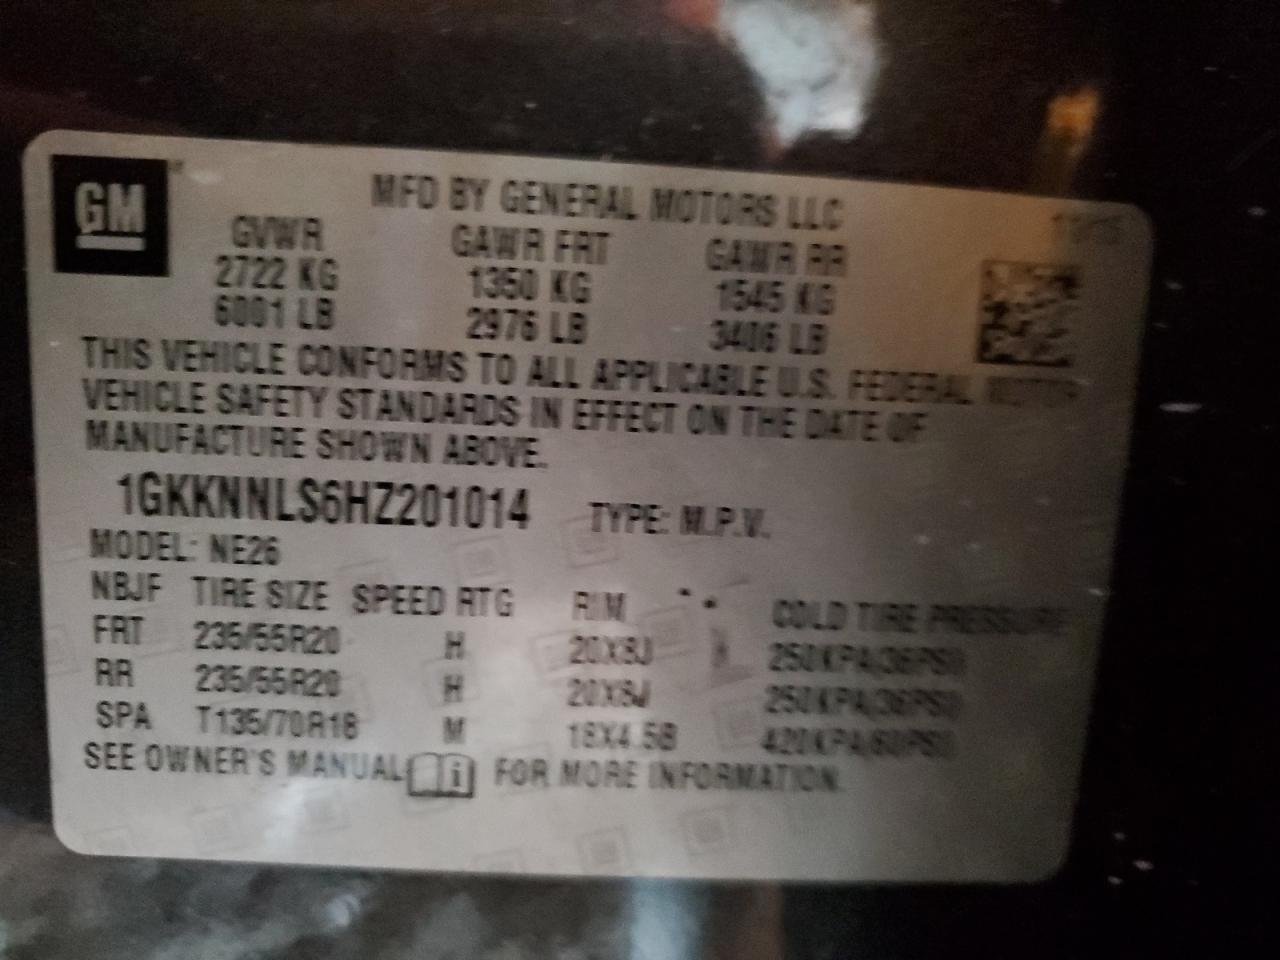 GM
MFD BY GENERAL MOTORS LLC
GVWR GAWR FRT GAWR RR
2722 KG 1350 KG 1545 KG
6001 LB 2976 LB 3406 LB
THIS VEHICLE CONFORMS TO ALL APPLICABLE U.S. FEDERAL MOTOR
VEHICLE SAFETY STANDARDS IN EFFECT ON THE DATE OF
MANUFACTURE SHOWN ABOVE.
1GKKNNLS6HZ201014 TYPE: M.P.V.
MODEL: NE26
NBJF TIRE SIZE SPEED RTG RIM COLD TIRE PRESSURE
FRT 235/55R20 H 20X8J 250KPA(36PSI)
RR 235/55R20 H 20X8J 250KPA(36PSI)
SPA T135/70R18 M 18X4.5B 420KPA(60PSI)
SEE OWNER'S MANUAL i FOR MORE INFORMATION.